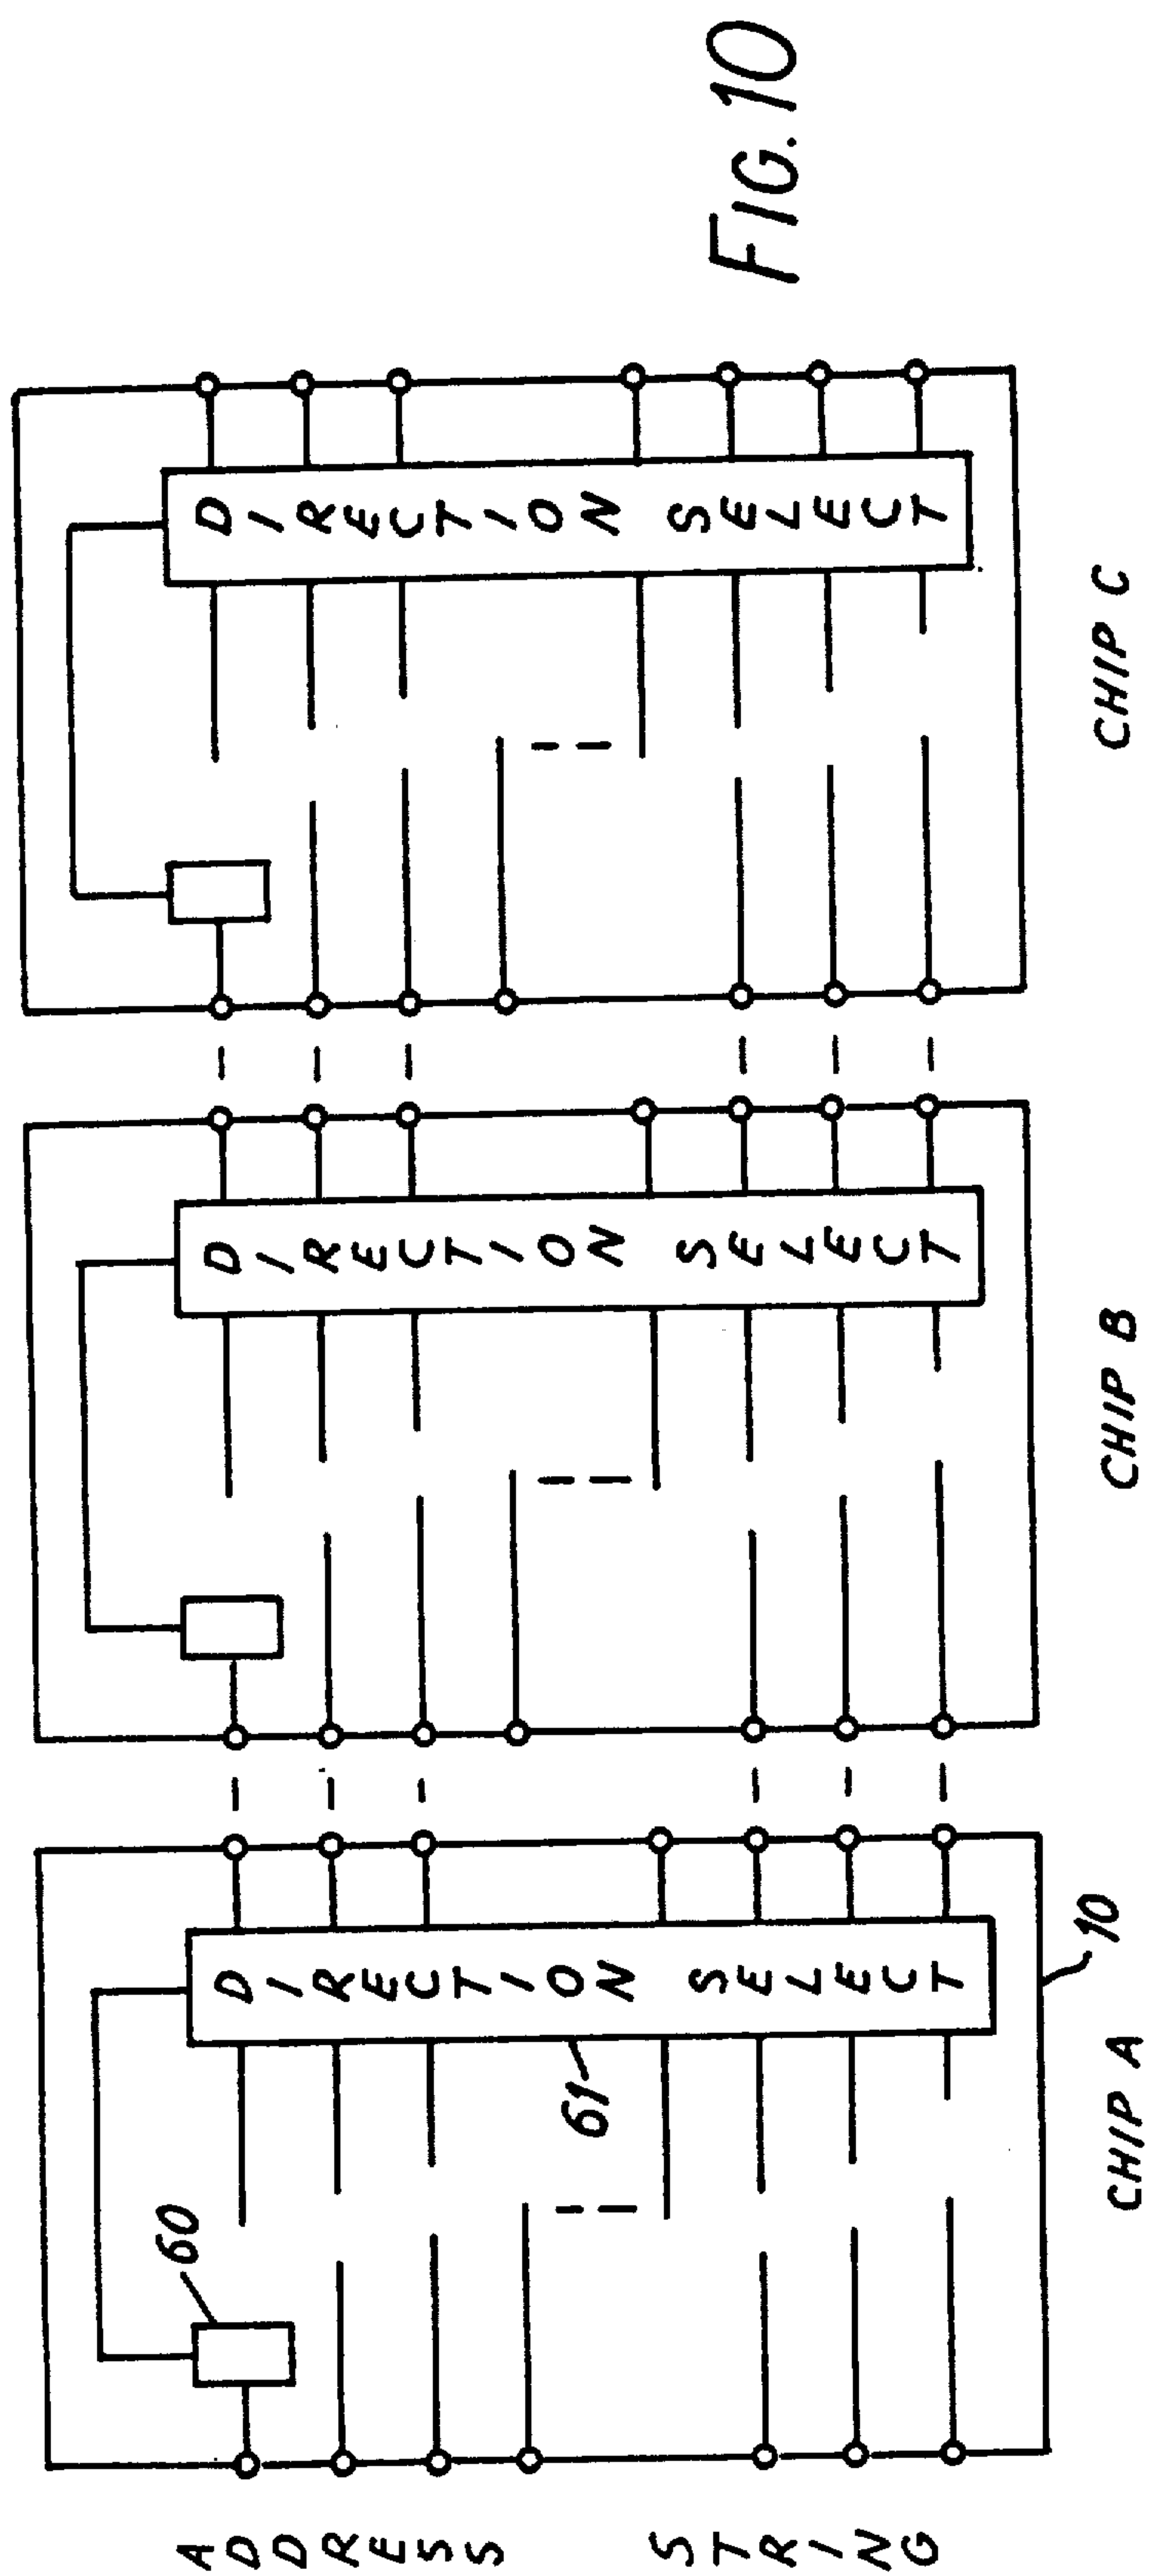 ADDRESS STRING
60
61
10
DIRECTION SELECT
DIRECTION SELECT
DIRECTION SELECT
CHIP A
CHIP B
CHIP C
FIG. 10